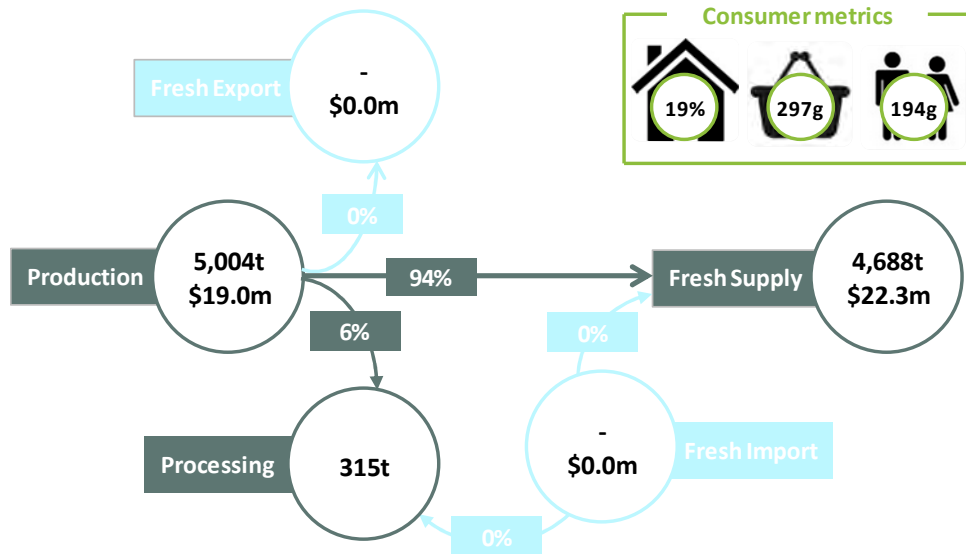 Consumer metrics
19%
297g
194g
Fresh Export
-
$0.0m
0%
Production
5,004t
$19.0m
94%
Fresh Supply
4,688t
$22.3m
6%
0%
Processing
315t
-
$0.0m
Fresh Import
0%